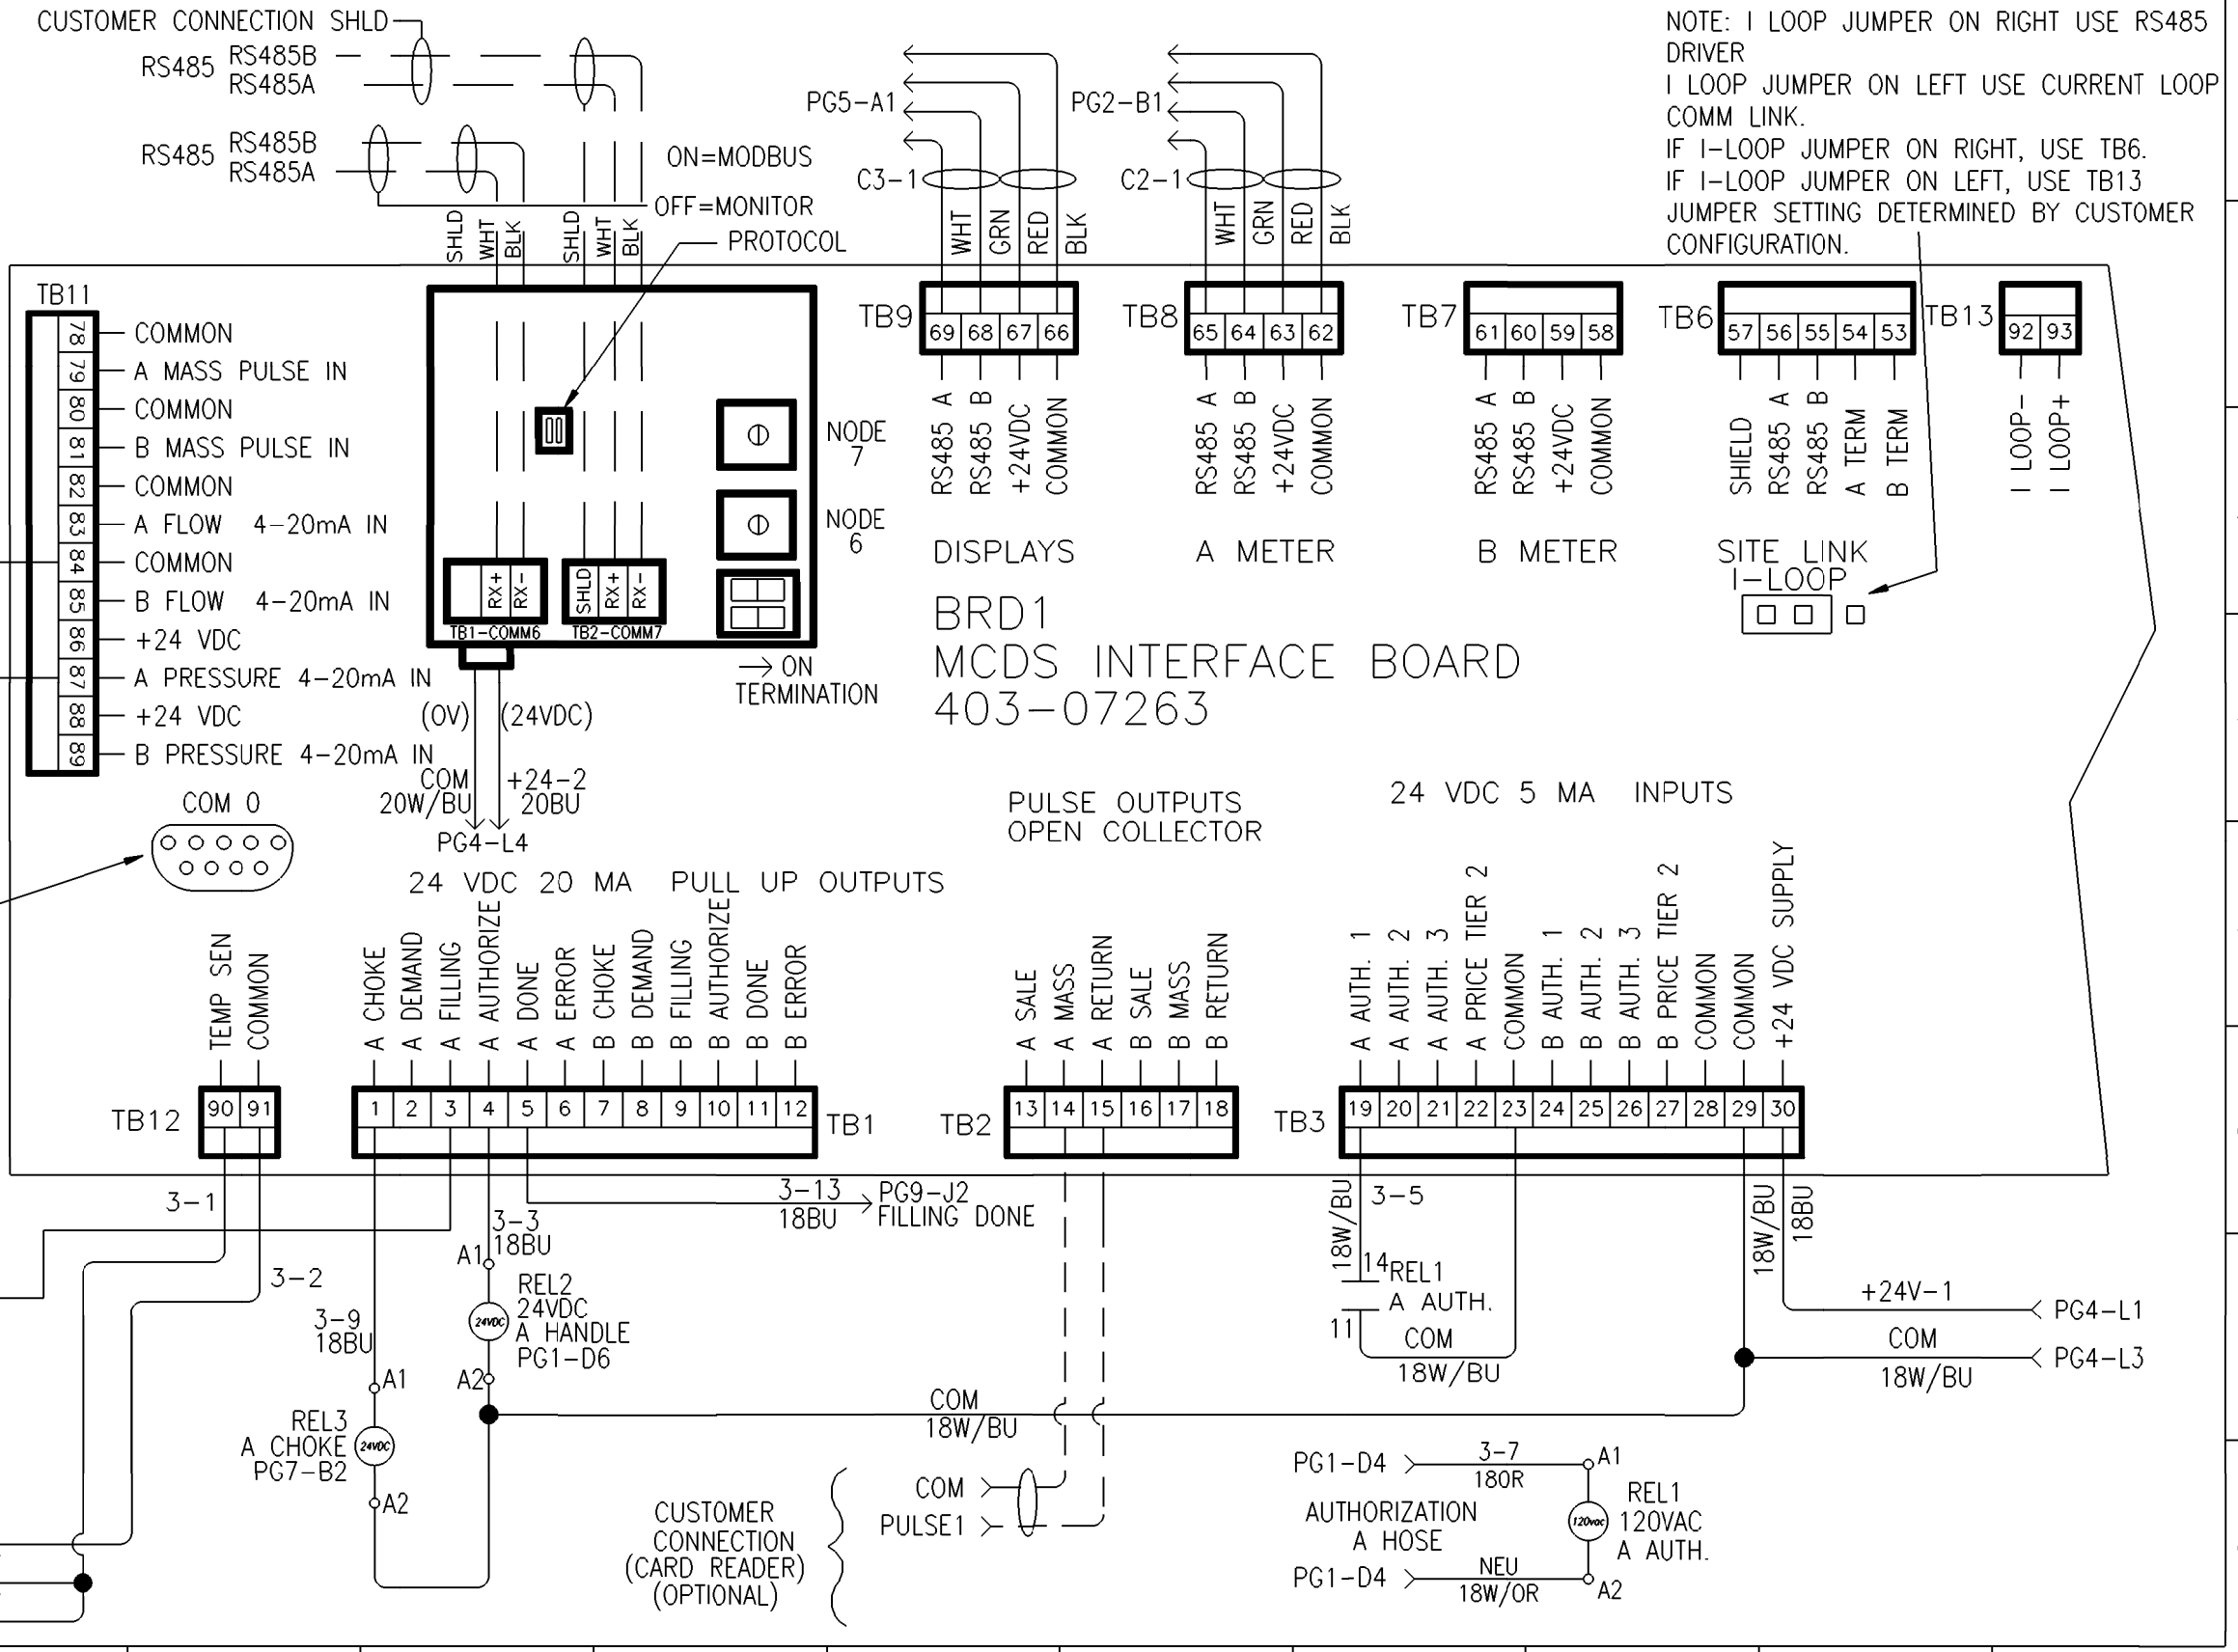 CUSTOMER CONNECTION SHLD
RS485
RS485B
RS485A
RS485
RS485B
RS485A
SHLD
WHT
BLK
SHLD
WHT
BLK
ON=MODBUS
OFF=MONITOR
PROTOCOL
PG5-A1
C3-1
WHT
GRN
RED
BLK
PG2-B1
C2-1
WHT
GRN
RED
BLK
NOTE: I LOOP JUMPER ON RIGHT USE RS485
DRIVER
I LOOP JUMPER ON LEFT USE CURRENT LOOP
COMM LINK.
IF I-LOOP JUMPER ON RIGHT, USE TB6.
IF I-LOOP JUMPER ON LEFT, USE TB13
JUMPER SETTING DETERMINED BY CUSTOMER
CONFIGURATION.
TB11
78 COMMON
79 A MASS PULSE IN
80 COMMON
81 B MASS PULSE IN
82 COMMON
83 A FLOW 4-20mA IN
84 COMMON
85 B FLOW 4-20mA IN
86 +24 VDC
87 A PRESSURE 4-20mA IN
88 +24 VDC
89 B PRESSURE 4-20mA IN
NODE
7
NODE
6
RX+
RX-
SHLD
RX+
RX-
TB1-COMM6
TB2-COMM7
ON
TERMINATION
(0V)
(24VDC)
COM
20W/BU
+24-2
20BU
PG4-L4
TB9
69 68 67 66
RS485 A
RS485 B
+24VDC
COMMON
DISPLAYS
TB8
65 64 63 62
RS485 A
RS485 B
+24VDC
COMMON
A METER
TB7
61 60 59 58
RS485 A
RS485 B
+24VDC
COMMON
B METER
TB6
57 56 55 54 53
SHIELD
RS485 A
RS485 B
A TERM
B TERM
SITE LINK
I-LOOP
TB13
92 93
I LOOP-
I LOOP+
BRD1
MCDS INTERFACE BOARD
403-07263
COM 0
24 VDC 20 MA PULL UP OUTPUTS
PULSE OUTPUTS
OPEN COLLECTOR
24 VDC 5 MA INPUTS
TEMP SEN
COMMON
TB12
90 91
A CHOKE
A DEMAND
A FILLING
A AUTHORIZE
A DONE
A ERROR
B CHOKE
B DEMAND
B FILLING
B AUTHORIZE
B DONE
B ERROR
1 2 3 4 5 6 7 8 9 10 11 12
TB1
A SALE
A MASS
A RETURN
B SALE
B MASS
B RETURN
TB2
13 14 15 16 17 18
A AUTH. 1
A AUTH. 2
A AUTH. 3
A PRICE TIER 2
COMMON
B AUTH. 1
B AUTH. 2
B AUTH. 3
B PRICE TIER 2
COMMON
COMMON
+24 VDC SUPPLY
TB3
19 20 21 22 23 24 25 26 27 28 29 30
3-1
3-2
3-13
18BU
PG9-J2
FILLING DONE
3-3
18BU
A1
REL2
24VDC
A HANDLE
PG1-D6
24VDC
A2
3-9
18BU
A1
REL3
A CHOKE
PG7-B2
24VDC
A2
18W/BU
3-5
14
REL1
A AUTH.
11
COM
18W/BU
18W/BU
18BU
+24V-1
PG4-L1
COM
18W/BU
PG4-L3
COM
18W/BU
CUSTOMER
CONNECTION
(CARD READER)
(OPTIONAL)
COM
PULSE1
PG1-D4
3-7
180R
A1
AUTHORIZATION
A HOSE
120vac
REL1
120VAC
A AUTH.
PG1-D4
NEU
18W/OR
A2